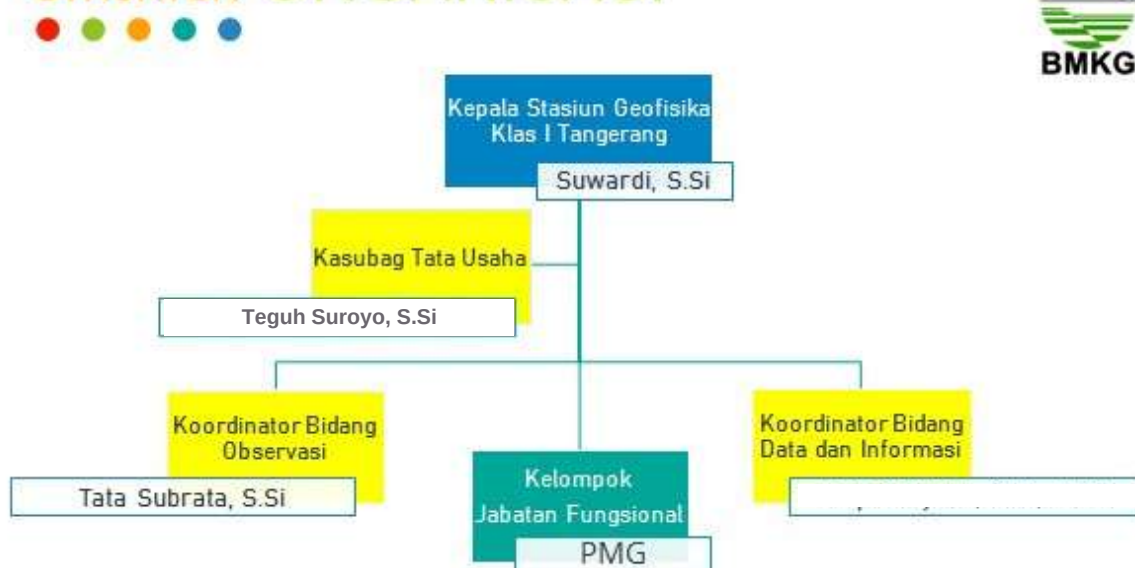 BMKG
Kepala Stasiun Geofisika
Klas I Tangerang
Suwardi, S.Si
Kasubag Tata Usaha
Teguh Suroyo, S.Si
Koordinator Bidang
Observasi
Tata Subrata, S.Si
Kelompok
Jabatan Fungsional
PMG
Koordinator Bidang
Data dan Informasi